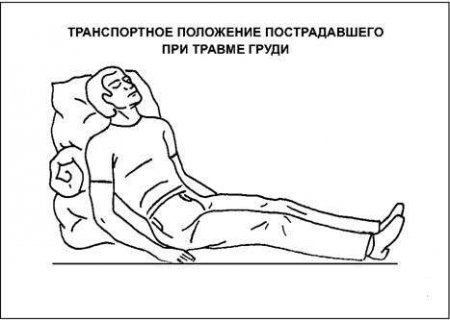 ТРАНСПОРТНОЕ ПОЛОЖЕНИЕ ПОСТРАДАВШЕГО
ПРИ ТРАВМЕ ГРУДИ